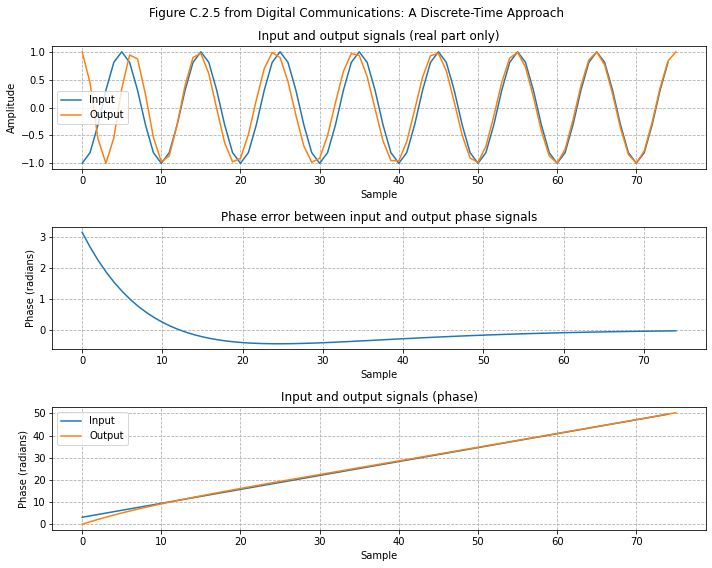 Figure C.2.5 from Digital Communications: A Discrete-Time Approach
Input and output signals (real part only)
Amplitude
1.0
0.5
0.0
−0.5
−1.0
Input
Output
0 10 20 30 40 50 60 70
Sample
Phase error between input and output phase signals
Phase (radians)
3
2
1
0
0 10 20 30 40 50 60 70
Sample
Input and output signals (phase)
Phase (radians)
50
40
30
20
10
0
Input
Output
0 10 20 30 40 50 60 70
Sample